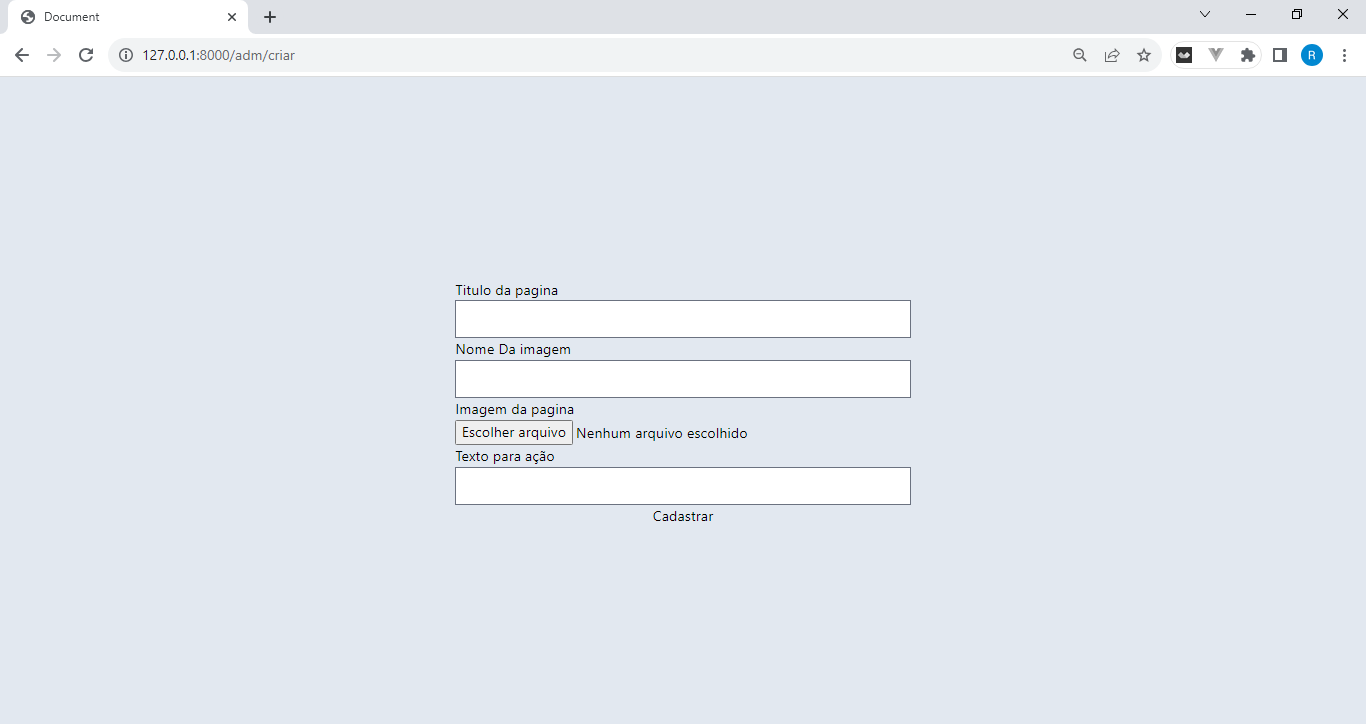 Document
127.0.0.1:8000/adm/criar
R
Titulo da pagina
Nome Da imagem
Imagem da pagina
Escolher arquivo Nenhum arquivo escolhido
Texto para ação
Cadastrar